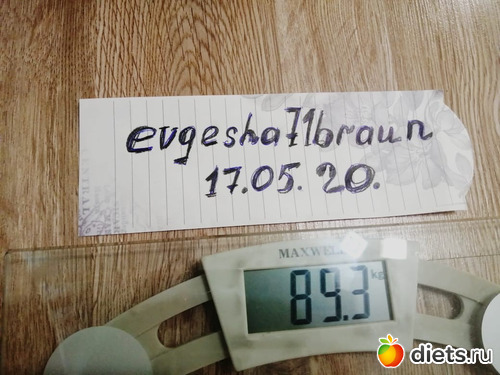 evgesha71braun
17.05.20.
MAXWELL
89.3 kg
diets.ru